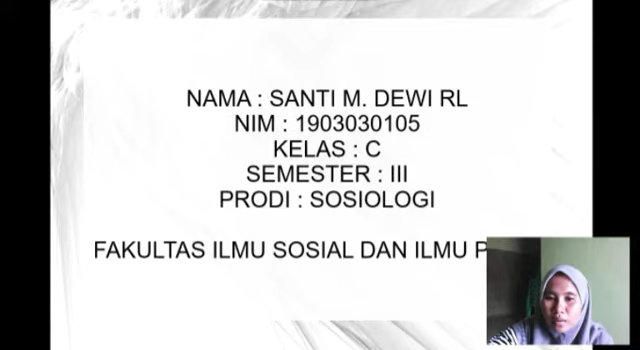 NAMA : SANTI M. DEWI RL
NIM : 1903030105
KELAS : C
SEMESTER : III
PRODI : SOSIOLOGI
FAKULTAS ILMU SOSIAL DAN ILMU